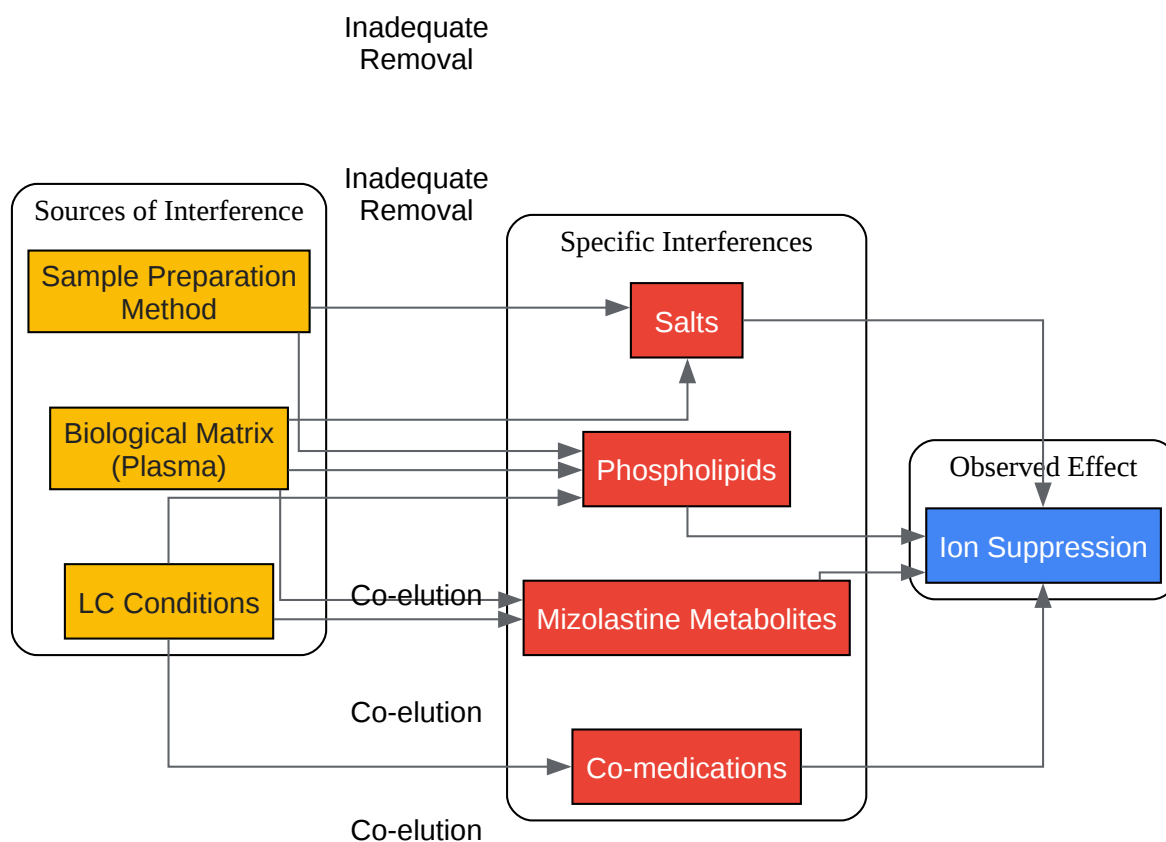 Inadequate
Removal
Inadequate
Removal
Sources of Interference
Sample Preparation
Method
Biological Matrix
(Plasma)
LC Conditions
Co-elution
Co-elution
Co-elution
Specific Interferences
Salts
Phospholipids
Mizolastine Metabolites
Co-medications
Observed Effect
Ion Suppression